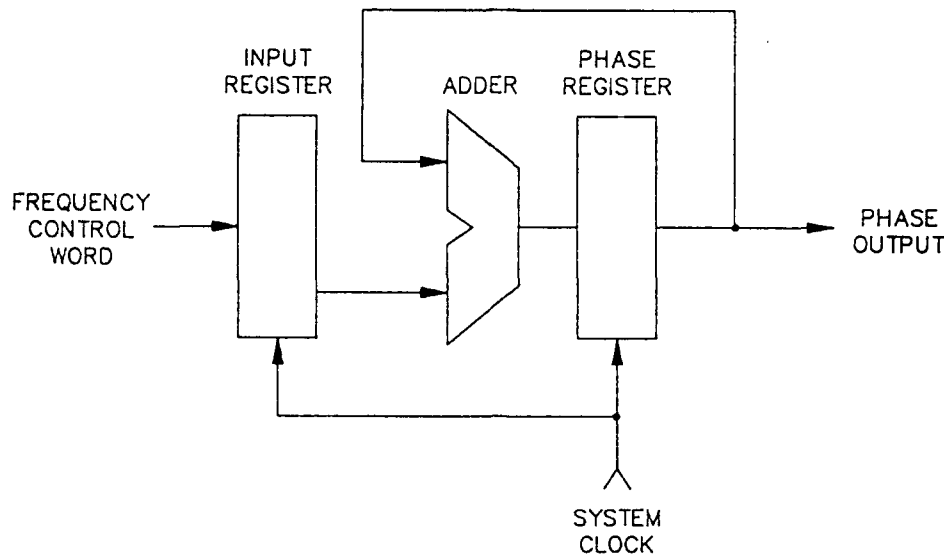 INPUT
REGISTER
ADDER
PHASE
REGISTER
FREQUENCY
CONTROL
WORD
PHASE
OUTPUT
SYSTEM
CLOCK